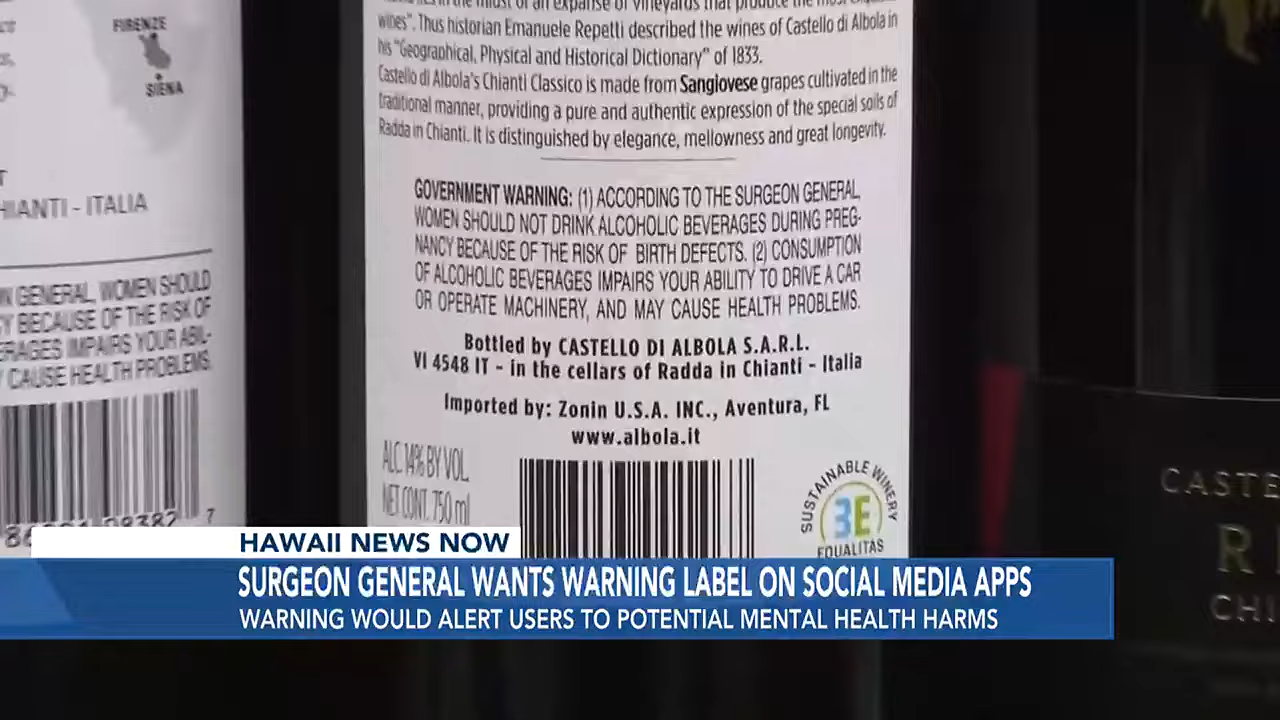 FIRENZE
SIENA
HIANTI - ITALIA
N GENERAL, WOMEN SHOULD
Y BECAUSE OF THE RISK OF
ERAGES IMPAIRS YOUR ABIL-
Y CAUSE HEALTH PROBLEMS.
7
wines". Thus historian Emanuele Repetti described the wines of Castello di Albola in
his "Geographical, Physical and Historical Dictionary" of 1833.
Castello di Albola's Chianti Classico is made from Sangiovese grapes cultivated in the
traditional manner, providing a pure and authentic expression of the special soils of
Radda in Chianti. It is distinguished by elegance, mellowness and great longevity.
GOVERNMENT WARNING: (1) ACCORDING TO THE SURGEON GENERAL,
WOMEN SHOULD NOT DRINK ALCOHOLIC BEVERAGES DURING PREG-
NANCY BECAUSE OF THE RISK OF BIRTH DEFECTS. (2) CONSUMPTION
OF ALCOHOLIC BEVERAGES IMPAIRS YOUR ABILITY TO DRIVE A CAR
OR OPERATE MACHINERY, AND MAY CAUSE HEALTH PROBLEMS.
Bottled by CASTELLO DI ALBOLA S.A.R.L.
VI 4548 IT - in the cellars of Radda in Chianti - Italia
Imported by: Zonin U.S.A. INC., Aventura, FL
www.albola.it
ALC. 14% BY VOL.
NET CONT. 750 ml
SUSTAINABLE WINERY
3E
EQUALITAS
CASTE
R
CHI
HAWAII NEWS NOW
SURGEON GENERAL WANTS WARNING LABEL ON SOCIAL MEDIA APPS
WARNING WOULD ALERT USERS TO POTENTIAL MENTAL HEALTH HARMS